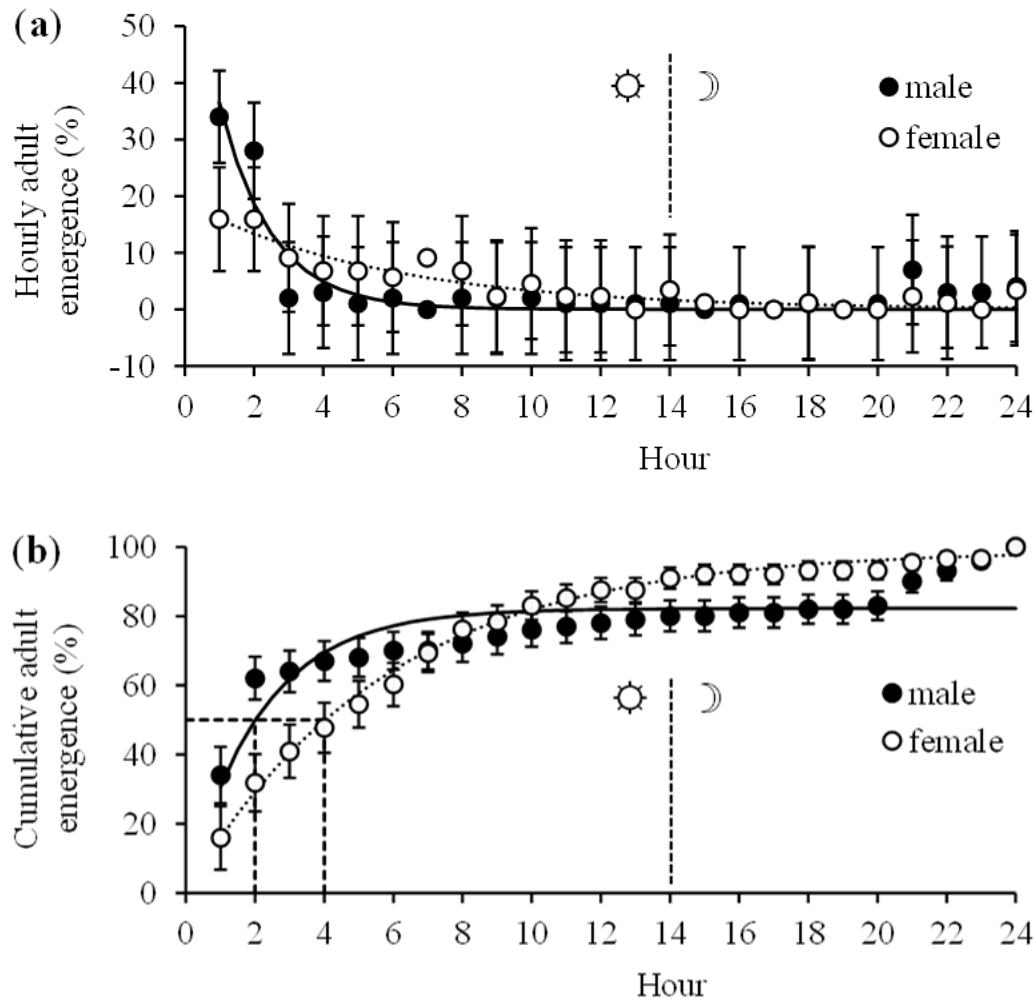 (a)
Hourly adult
emergence (%)
50
40
30
20
10
0
-10
male
female
0 2 4 6 8 10 12 14 16 18 20 22 24
Hour
(b)
Cumulative adult
emergence (%)
100
80
60
40
20
0
male
female
0 2 4 6 8 10 12 14 16 18 20 22 24
Hour